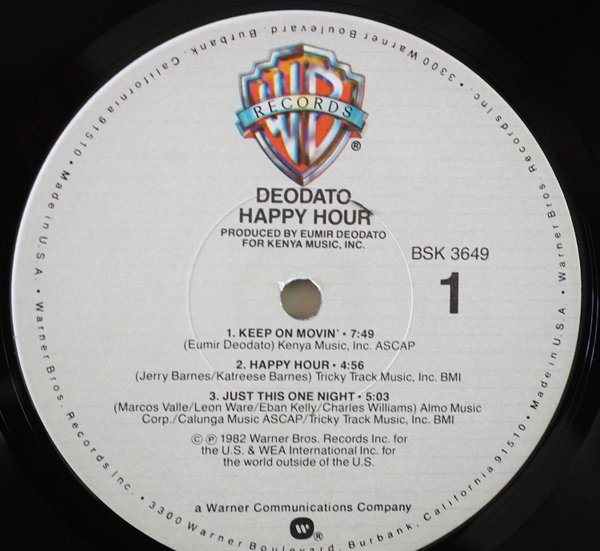 WB
RECORDS
®
DEODATO
HAPPY HOUR
PRODUCED BY EUMIR DEODATO
FOR KENYA MUSIC, INC.
BSK 3649
1
1. KEEP ON MOVIN' • 7:49
(Eumir Deodato) Kenya Music, Inc. ASCAP
2. HAPPY HOUR • 4:56
(Jerry Barnes/Katreese Barnes) Tricky Track Music, Inc. BMI
3. JUST THIS ONE NIGHT • 5:03
(Marcos Valle/Leon Ware/Eban Kelly/Charles Williams) Almo Music
Corp./Calunga Music ASCAP/Tricky Track Music, Inc. BMI
© ℗ 1982 Warner Bros. Records Inc. for
the U.S. & WEA International Inc. for
the world outside of the U.S.
a Warner Communications Company
®
• Made in U.S.A. • Warner Bros. Records Inc. • 3300 Warner Boulevard, Burbank, California 91510 • Made in U.S.A. • Warner Bros. Records Inc. • 3300 Warner Boulevard, Burbank, California 91510